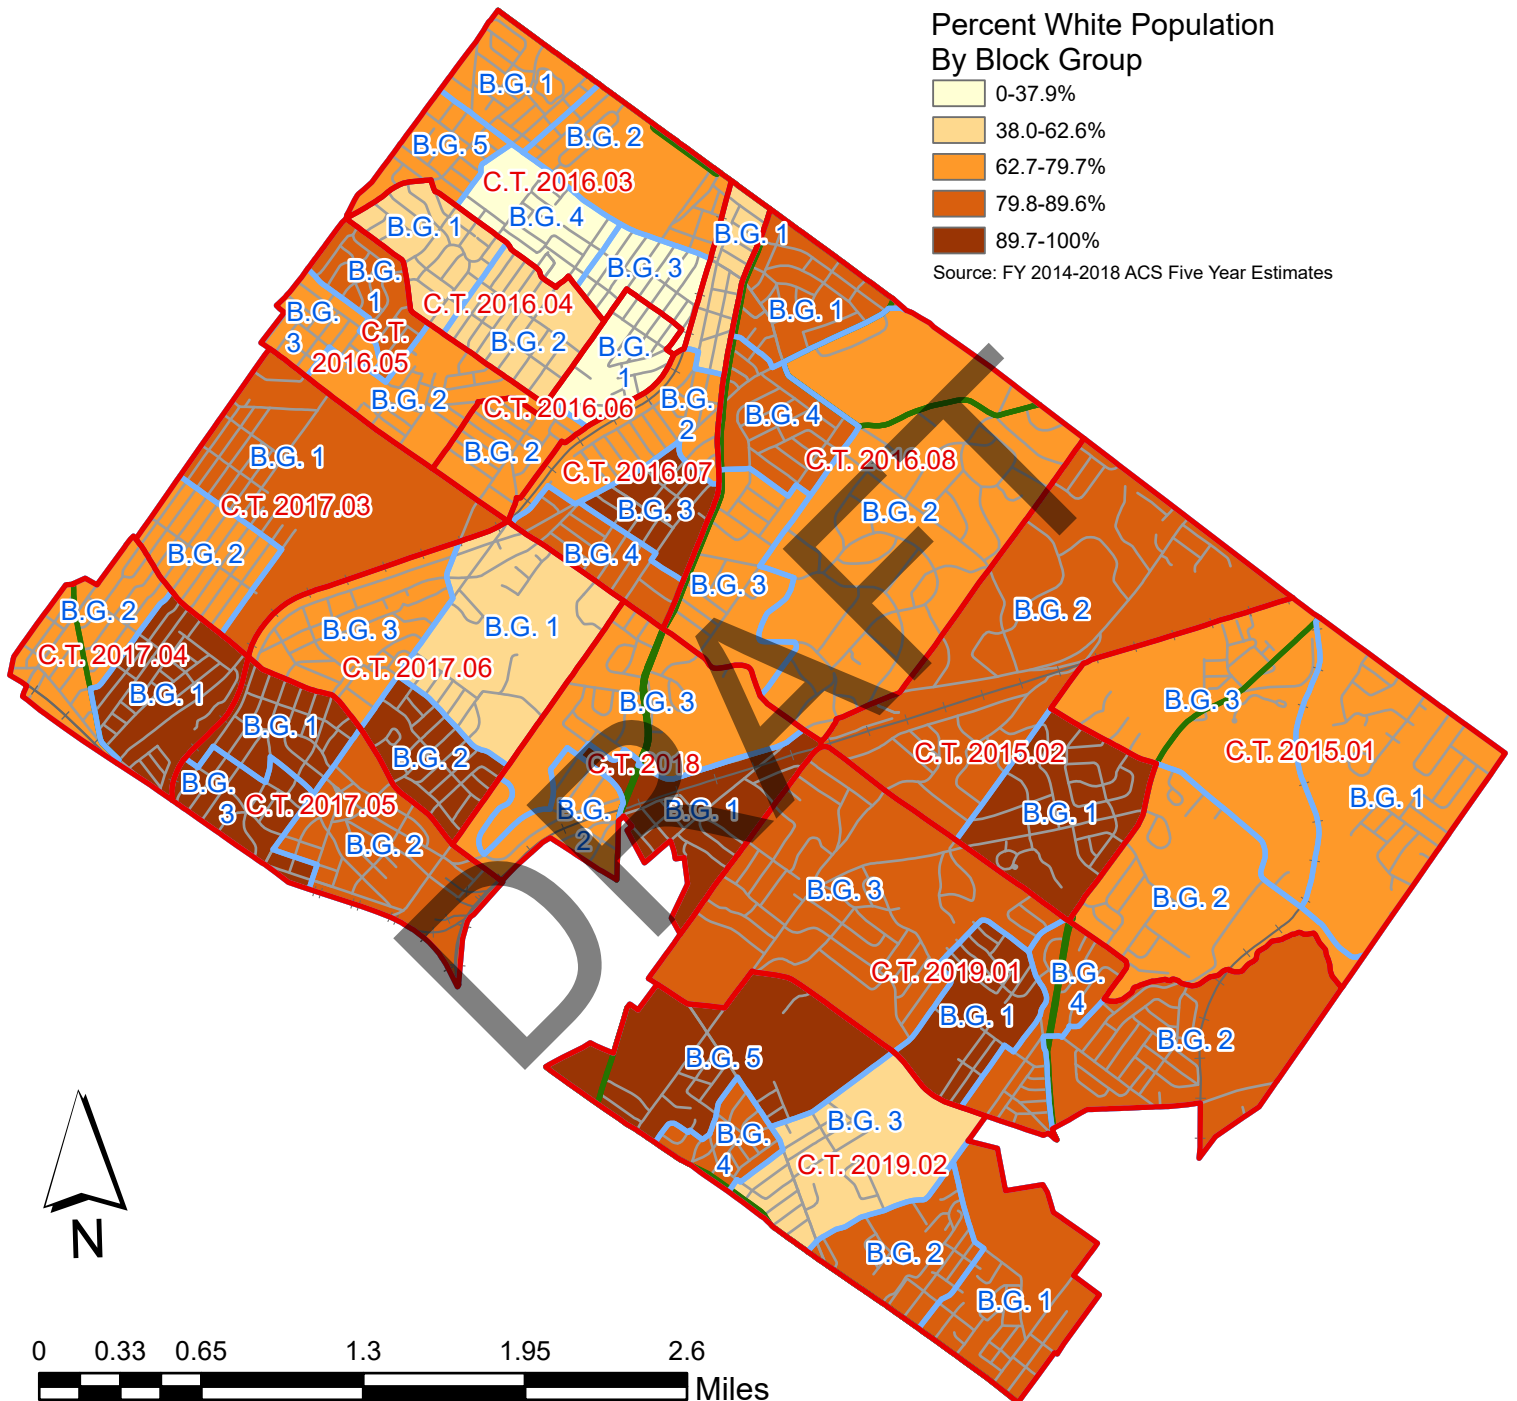 Percent White Population
By Block Group
0-37.9%
38.0-62.6%
62.7-79.7%
79.8-89.6%
89.7-100%
Source: FY 2014-2018 ACS Five Year Estimates
B.G. 1
B.G. 2
B.G. 5
C.T. 2016.03
B.G. 4
B.G. 1
B.G. 1
B.G. 3
B.G.
1
C.T. 2016.04
B.G. 1
B.G.
3
C.T.
2016.05
B.G. 2
B.G.
1
B.G. 2
C.T. 2016.06
B.G.
2
B.G. 4
B.G. 1
B.G. 2
C.T. 2016.07
C.T. 2016.08
C.T. 2017.03
B.G. 3
B.G. 2
B.G. 2
B.G. 4
B.G. 3
B.G. 2
B.G. 2
B.G. 3
B.G. 1
C.T. 2017.04
C.T. 2017.06
B.G. 1
B.G. 3
B.G. 3
B.G. 1
B.G. 2
C.T. 2018
C.T. 2015.02
C.T. 2015.01
B.G.
3
C.T. 2017.05
B.G.
2
B.G. 1
B.G. 1
B.G. 1
B.G. 2
B.G. 3
B.G. 2
C.T. 2019.01
B.G.
4
B.G. 1
B.G. 2
B.G. 5
B.G.
4
B.G. 3
C.T. 2019.02
B.G. 2
B.G. 1
DRAFT
N
0 0.33 0.65 1.3 1.95 2.6
Miles